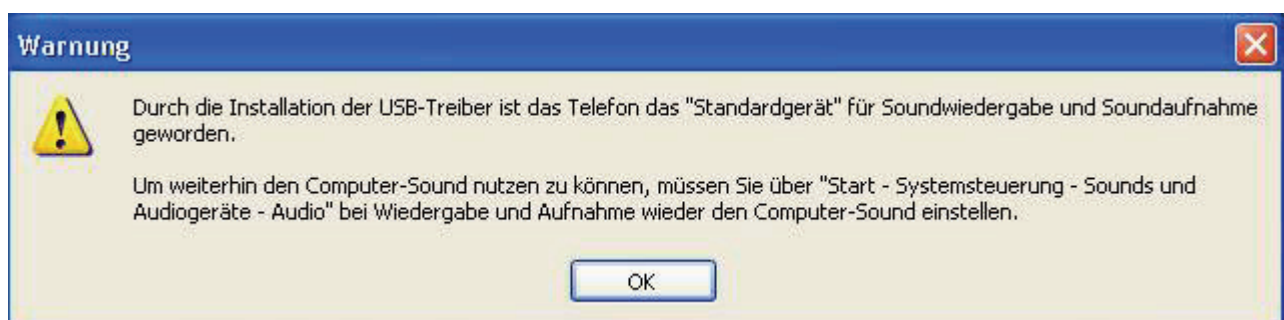 Warnung
Durch die Installation der USB-Treiber ist das Telefon das "Standardgerät" für Soundwiedergabe und Soundaufnahme
geworden.
Um weiterhin den Computer-Sound nutzen zu können, müssen Sie über "Start - Systemsteuerung - Sounds und
Audiogeräte - Audio" bei Wiedergabe und Aufnahme wieder den Computer-Sound einstellen.
OK